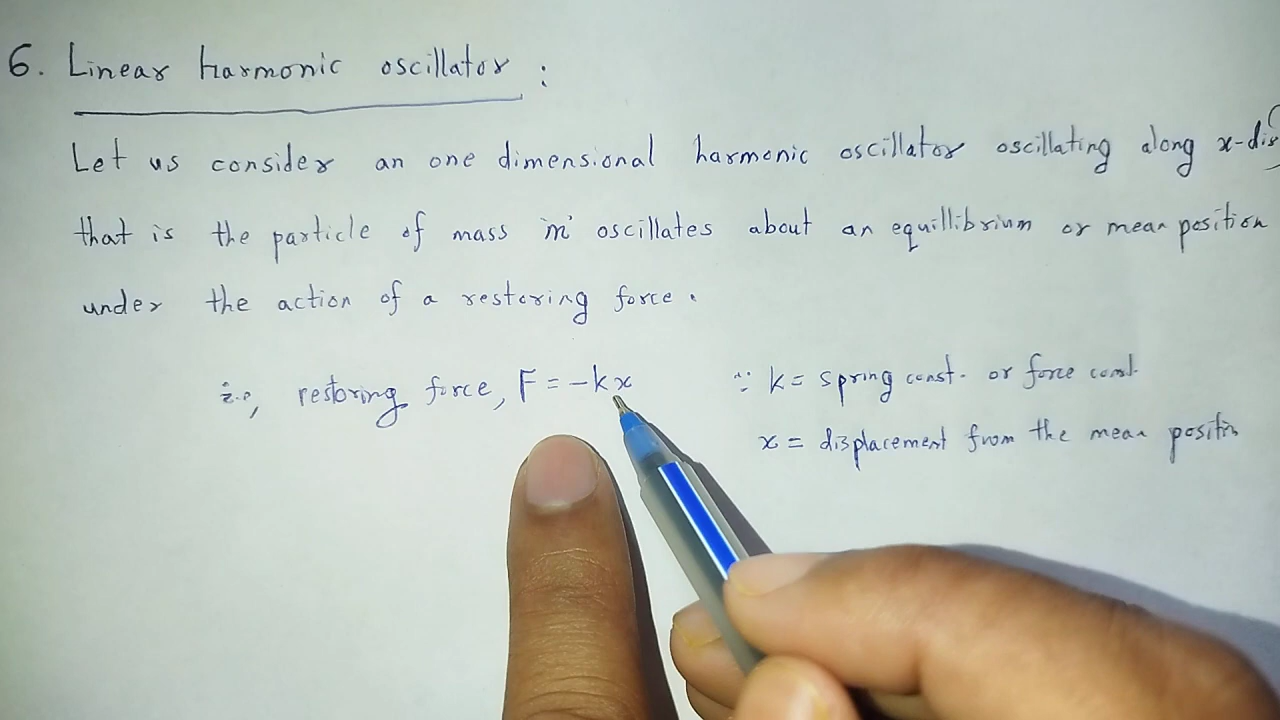 6. Linear harmonic oscillator :
Let us consider an one dimensional harmonic oscillator oscillating along x-dir
that is the particle of mass 'm' oscillates about an equillibrium or mean position
under the action of a restoring force.
i.e., restoring force, F = -kx ∵ k = spring const. or force const.
x = displacement from the mean position